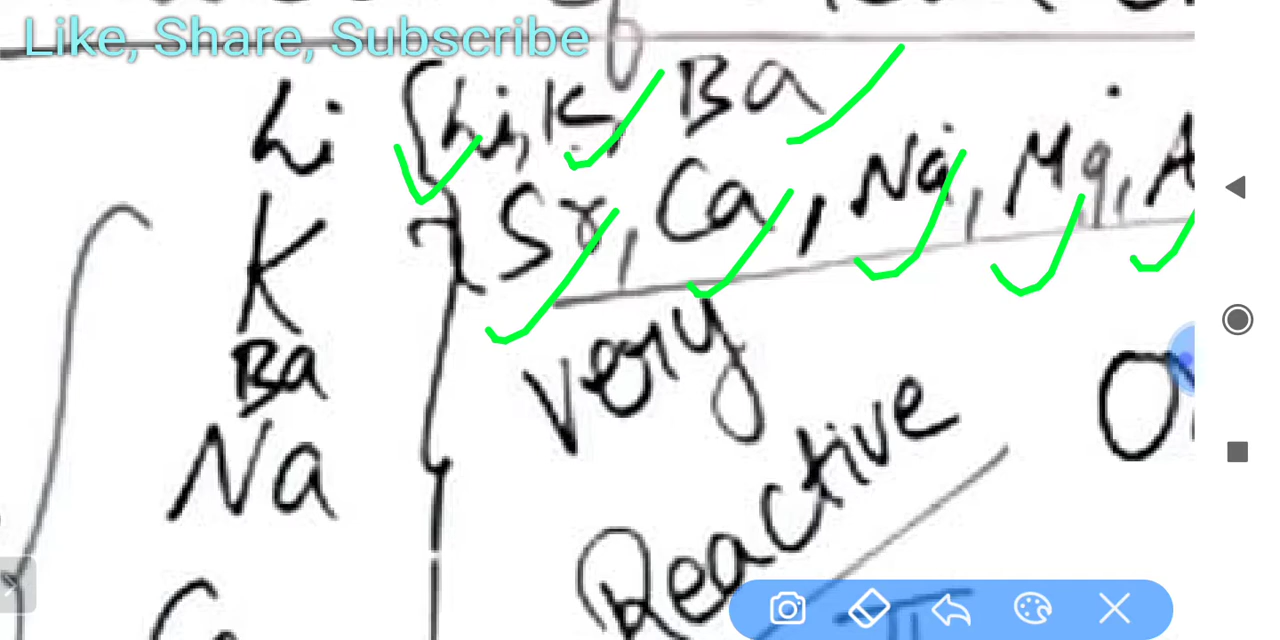 Like, Share, Subscribe
Li
Li, K, Ba
Sr, Ca, Na, Mg, A
K
Ba
Na
very
Reactive